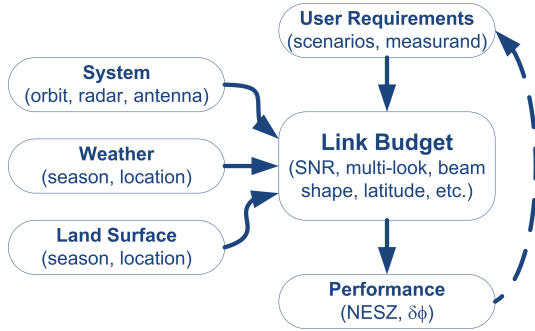 User Requirements
(scenarios, measurand)
System
(orbit, radar, antenna)
Link Budget
(SNR, multi-look, beam
shape, latitude, etc.)
Weather
(season, location)
Land Surface
(season, location)
Performance
(NESZ, δϕ)